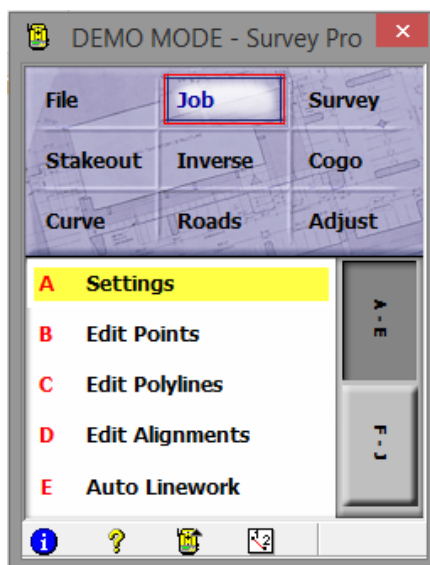 DEMO MODE - Survey Pro
File Job Survey
Stakeout Inverse Cogo
Curve Roads Adjust
A Settings
B Edit Points
C Edit Polylines
D Edit Alignments
E Auto Linework
A - E
F - J